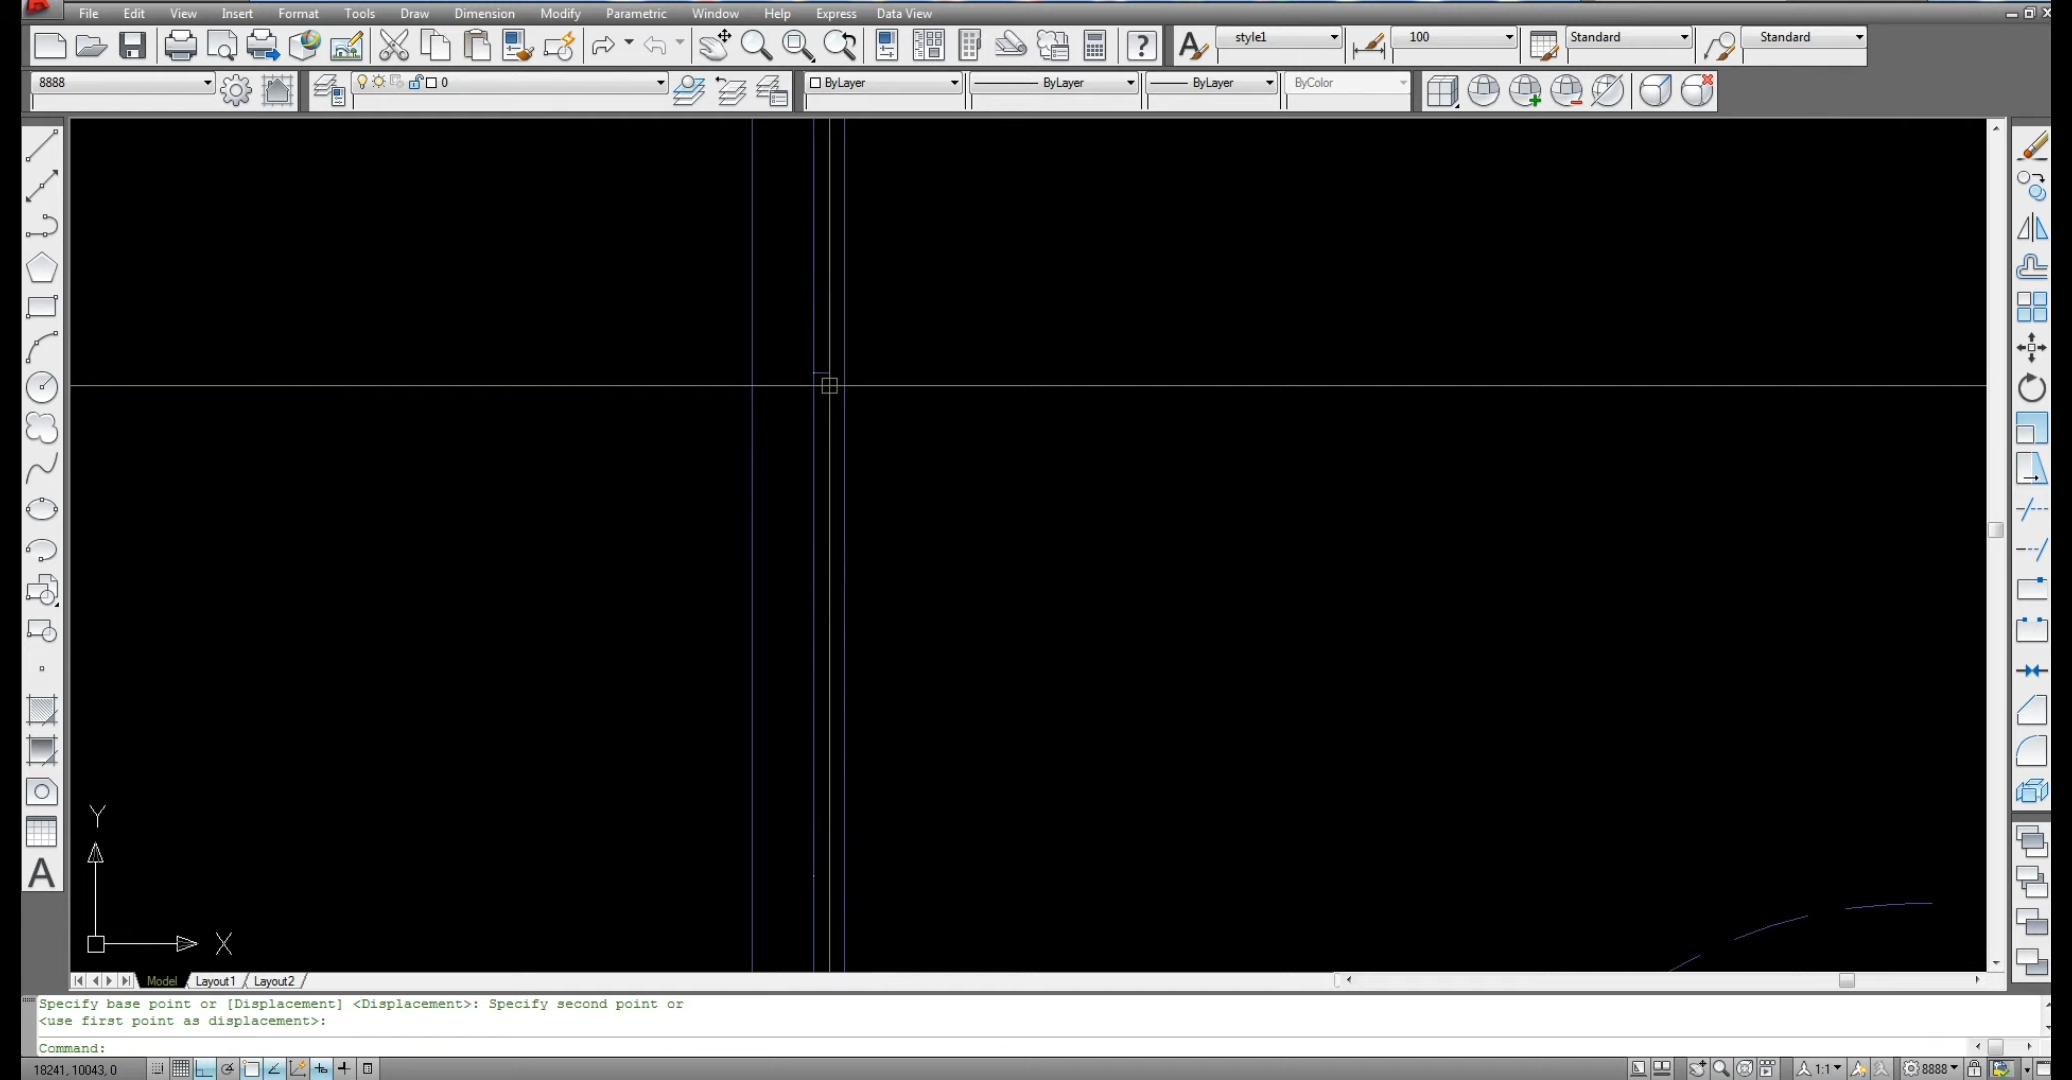 File Edit View Insert Format Tools Draw Dimension Modify Parametric Window Help Express Data View
style1 100 Standard Standard
8888 0 ByLayer ByLayer ByLayer ByColor
Y
X
Model Layout1 Layout2
Specify base point or [Displacement] <Displacement>: Specify second point or
<use first point as displacement>:
Command:
18241, 10043, 0 1:1 8888